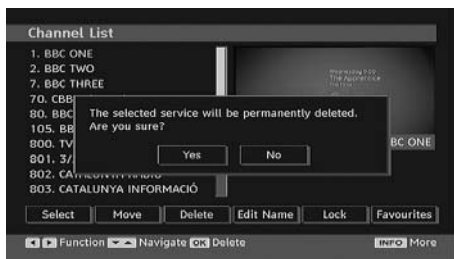 Channel List
1. BBC ONE
2. BBC TWO
7. BBC THREE
70. CBB
80. BBC
105. BB
800. TV
801. 3/
802. CATALUNYA RÀDIO
803. CATALUNYA INFORMACIÓ
The selected service will be permanently deleted.
Are you sure?
Yes No
BC ONE
Select Move Delete Edit Name Lock Favourites
Function Navigate OK Delete INFO More